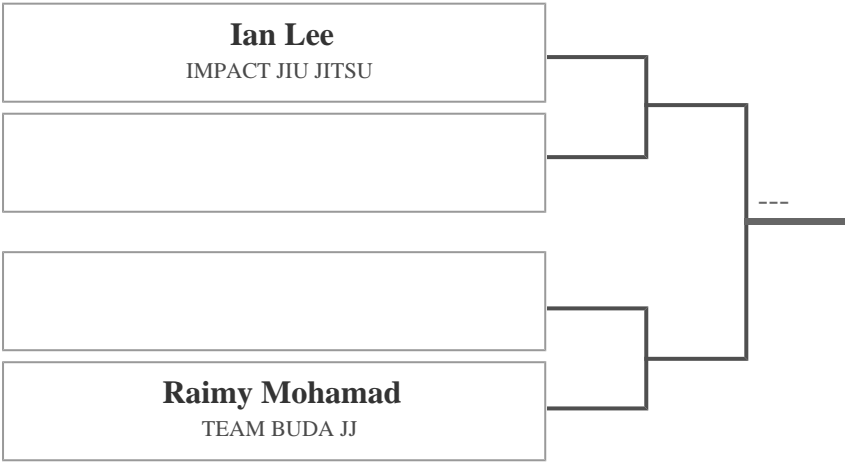 Ian Lee
IMPACT JIU JITSU
---
Raimy Mohamad
TEAM BUDA JJ